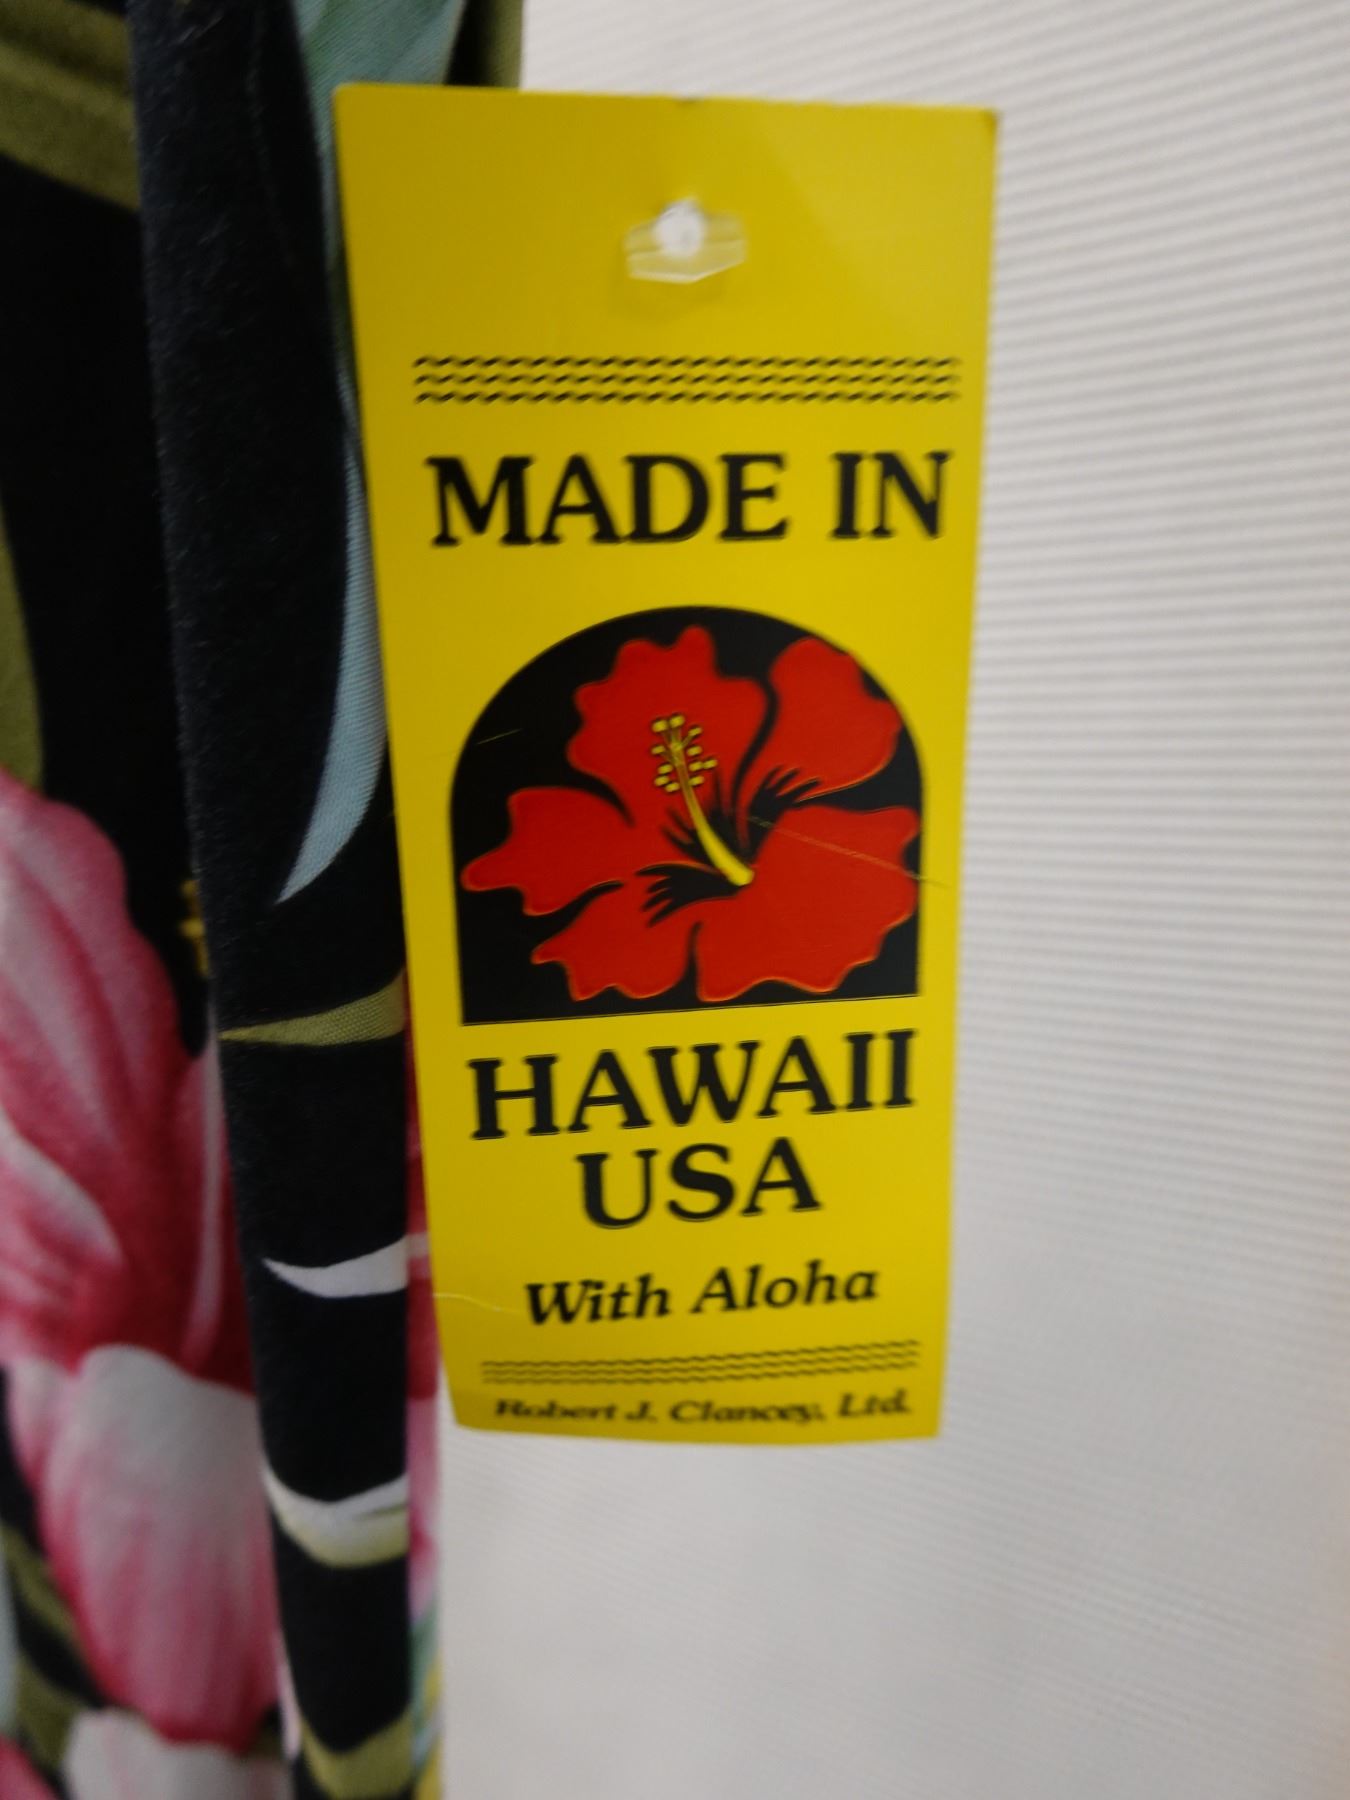 MADE IN
HAWAII
USA
With Aloha
Robert J. Clancey, Ltd.